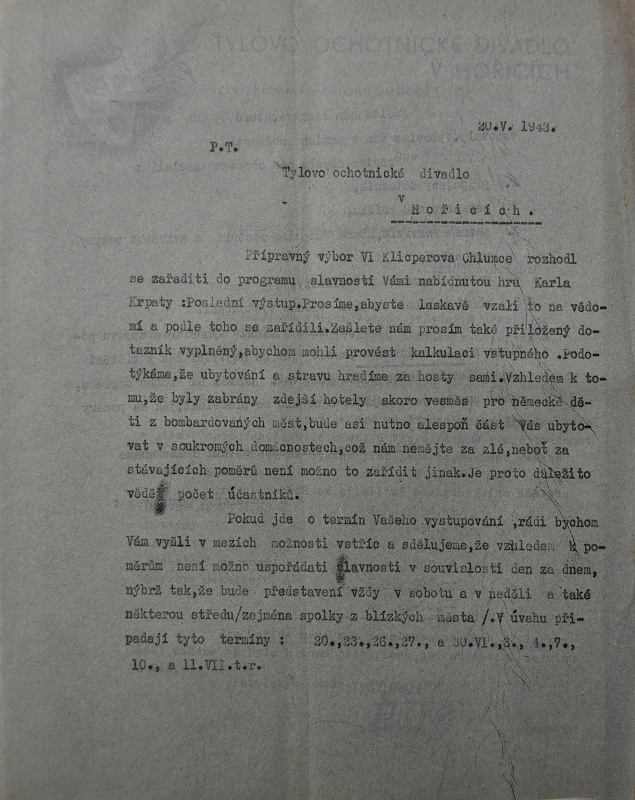 TYLOVO OCHOTNICKÉ DIVADLO
V HOŘICÍCH
20.V. 1943.
P.T.
Tylovo ochotnické divadlo
v
Hořicích.
Přípravný výbor VI Klicperova Chlumce rozhodl
se zařaditi do programu slavností Vámi nabídnutou hru Karla
Krpaty :Poslední výstup.Prosíme,abyste laskavě vzali to na vědo-
mí a podle toho se zařídili.Zašlete nám prosím také přiložený do-
tazník vyplněný,abychom mohli provést kalkulaci vstupného .Podo-
týkáme,že ubytování a stravu hradíme za hosty sami.Vzhledem k to-
mu,že byly zabrány zdejší hotely skoro vesměs pro německé dě-
ti z bombardovaných měst,bude asi nutno alespoň část Vás ubyto-
vat v soukromých domácnostech,což nám nemějte za zlé,neboť za
stávajících poměrů není možno to zařídit jinak.Je proto důležito
vědět počet účastníků.
Pokud jde o termín Vašeho vystupování ,rádi bychom
Vám vyšli v mezích možnosti vstříc a sdělujeme,že vzhledem k po-
měrům není možno uspořádati slavnosti v souvislosti den za dnem,
nýbrž tak,že bude představení vždy v sobotu a v neděli a také
některou středu/zejména spolky z blízkých města/.V úvahu při-
padají tyto termíny : 20.,23.,26.,27., a 30.VI.,3., 4.,7.,
10., a 11.VII.t.r.